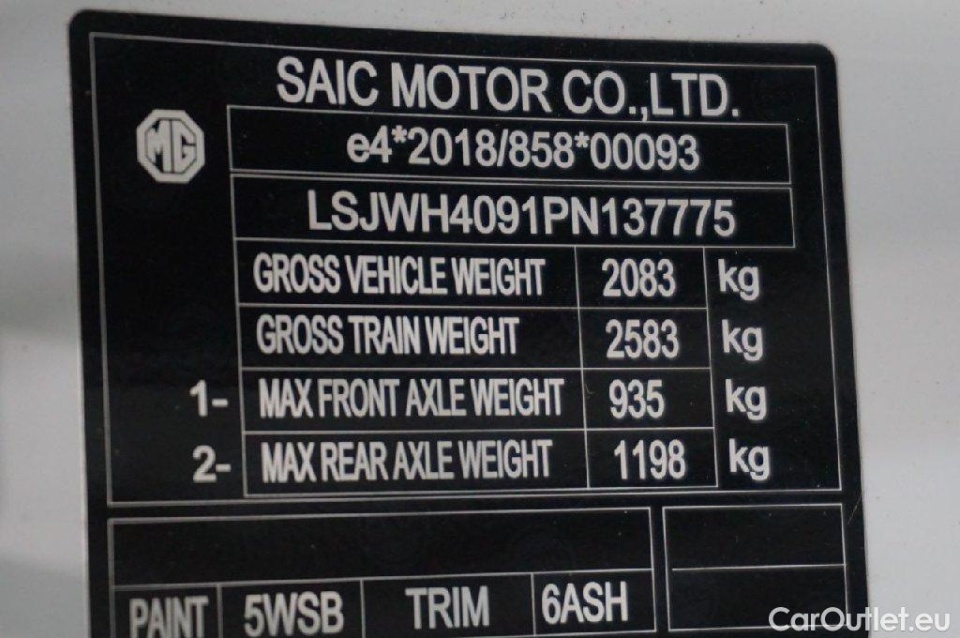 SAIC MOTOR CO.,LTD.
MG
e4*2018/858*00093
LSJWH4091PN137775
GROSS VEHICLE WEIGHT 2083 kg
GROSS TRAIN WEIGHT 2583 kg
1- MAX FRONT AXLE WEIGHT 935 kg
2- MAX REAR AXLE WEIGHT 1198 kg
PAINT 5WSB TRIM 6ASH
CarOutlet.eu